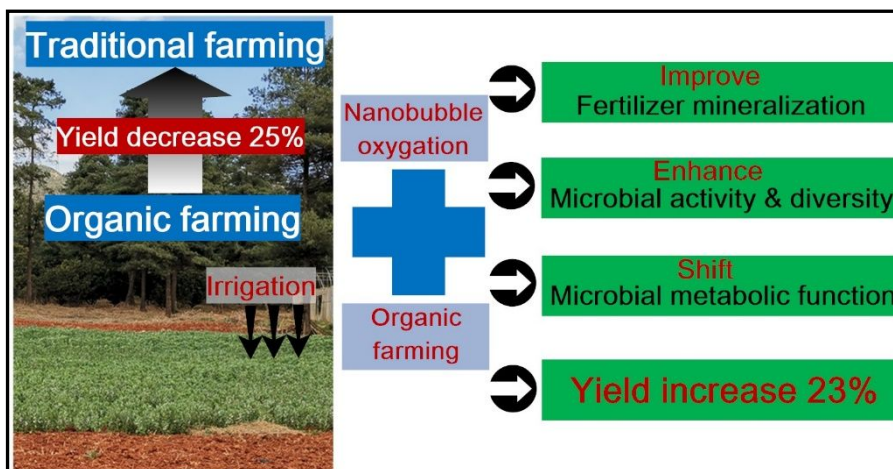 Traditional farming
Yield decrease 25%
Organic farming
Irrigation
Nanobubble
oxygation
Organic
farming
Improve
Fertilizer mineralization
Enhance
Microbial activity & diversity
Shift
Microbial metabolic function
Yield increase 23%